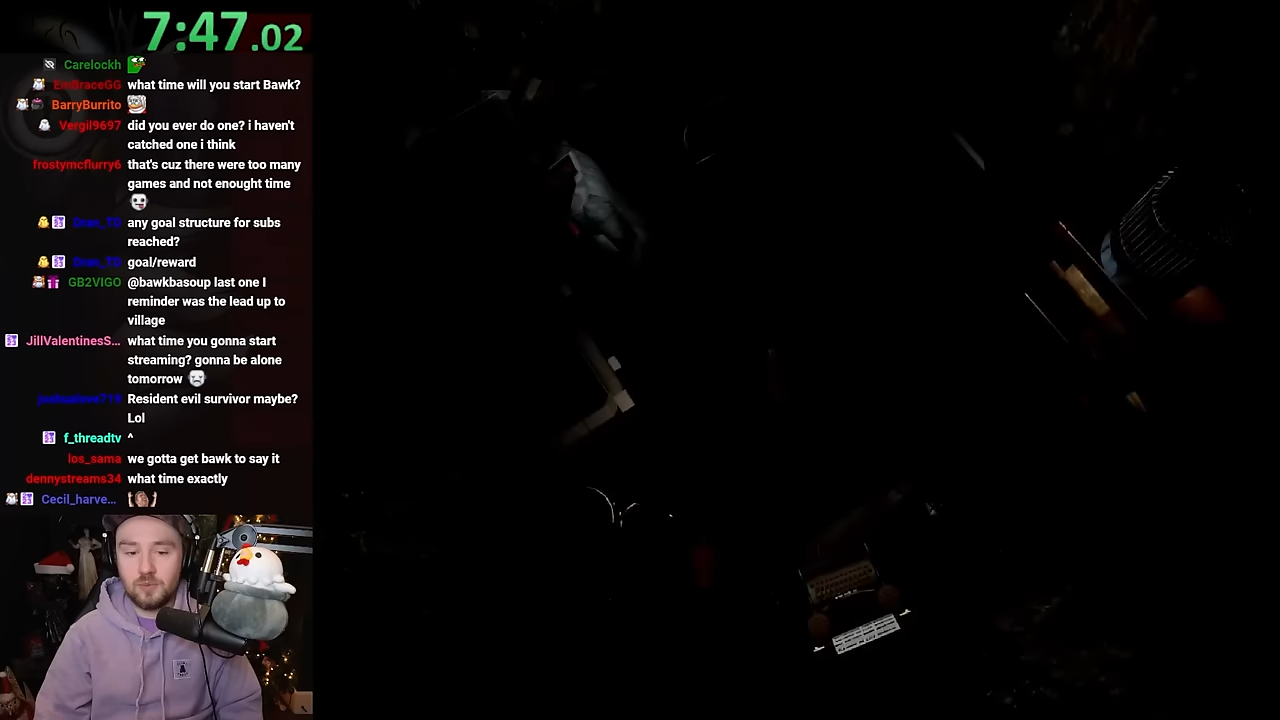 7:47.02
Carelockh
EmBraceGG what time will you start Bawk?
BarryBurrito
Vergil9697 did you ever do one? i haven't
catched one i think
frostymcflurry6 that's cuz there were too many
games and not enought time
any goal structure for subs
reached?
goal/reward
GB2VIGO @bawkbasoup last one I
reminder was the lead up to
village
JillValentinesS... what time you gonna start
streaming? gonna be alone
tomorrow
Resident evil survivor maybe?
Lol
f_threadtv ^
los_sama we gotta get bawk to say it
dennystreams34 what time exactly
Cecil_harve...